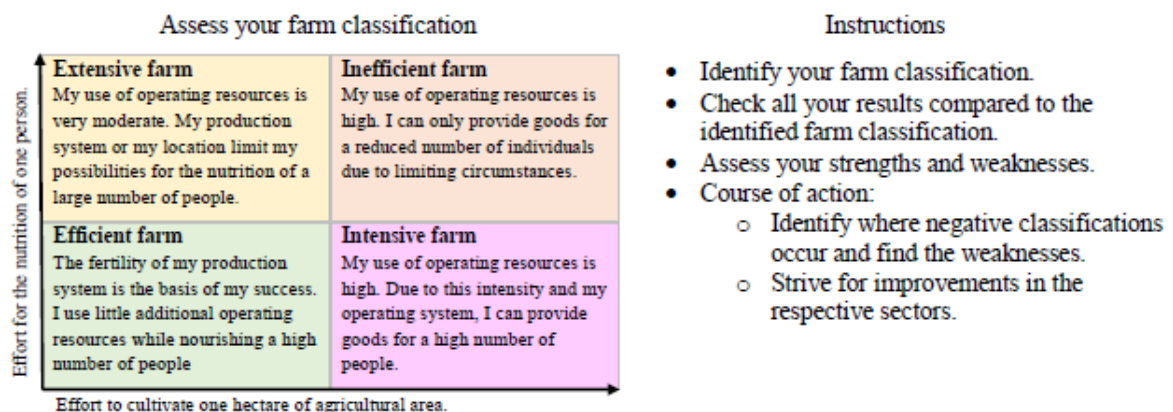 Assess your farm classification
Effort for the nutrition of one person.
Extensive farm
My use of operating resources is
very moderate. My production
system or my location limit my
possibilities for the nutrition of a
large number of people.
Inefficient farm
My use of operating resources is
high. I can only provide goods for
a reduced number of individuals
due to limiting circumstances.
Efficient farm
The fertility of my production
system is the basis of my success.
I use little additional operating
resources while nourishing a high
number of people
Intensive farm
My use of operating resources is
high. Due to this intensity and my
operating system, I can provide
goods for a high number of
people.
Effort to cultivate one hectare of agricultural area.
Instructions
• Identify your farm classification.
• Check all your results compared to the
identified farm classification.
• Assess your strengths and weaknesses.
• Course of action:
o Identify where negative classifications
occur and find the weaknesses.
o Strive for improvements in the
respective sectors.